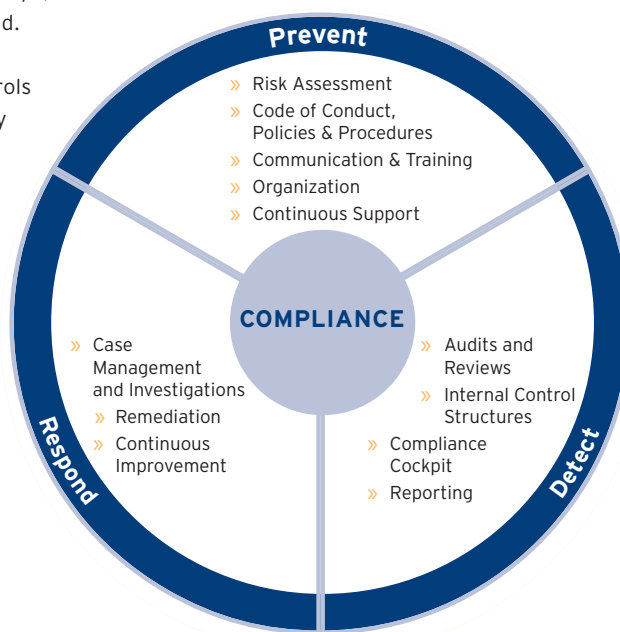 d.
rols
y
Prevent
» Risk Assessment
» Code of Conduct,
Policies & Procedures
» Communication & Training
» Organization
» Continuous Support
COMPLIANCE
» Case
Management
and Investigations
» Remediation
» Continuous
Improvement
Respond
» Audits and
Reviews
» Internal Control
Structures
» Compliance
Cockpit
» Reporting
Detect